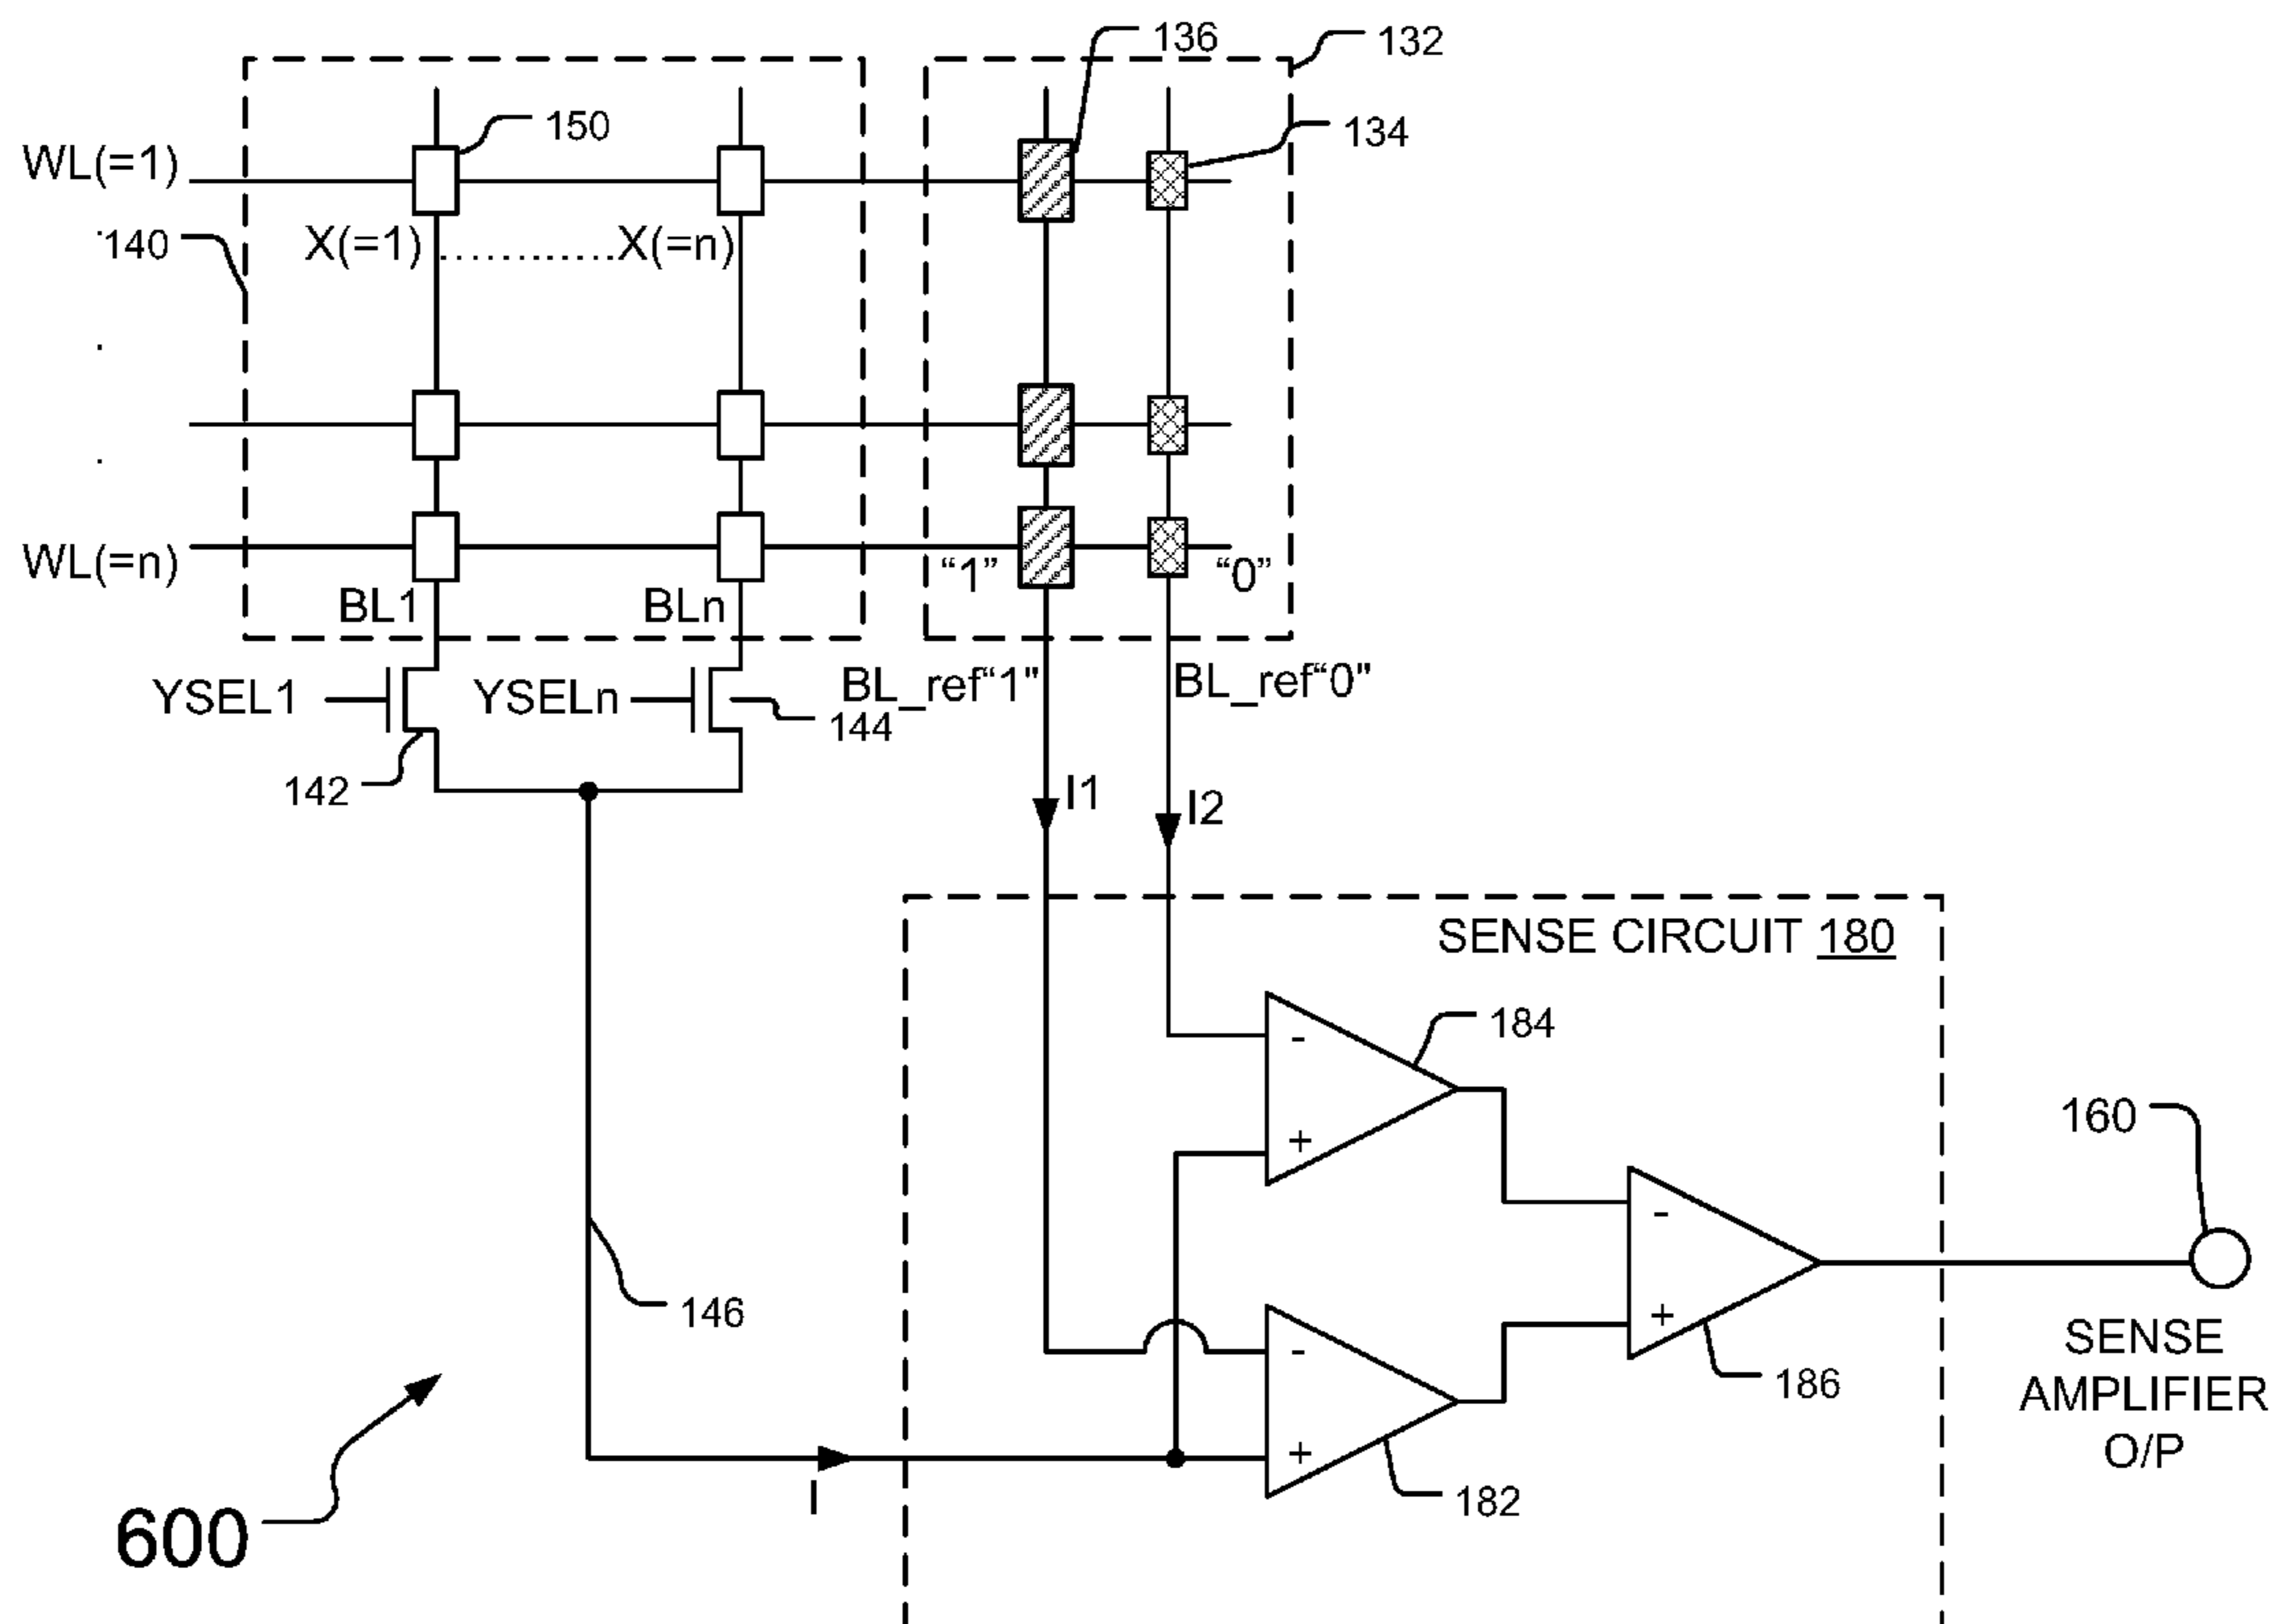 136
132
150
134
WL(=1)
140
X(=1)............X(=n)
WL(=n)
“1”
“0”
BL1
BLn
YSEL1
YSELn
BL_ref“1”
BL_ref“0”
144
142
I1
I2
SENSE CIRCUIT 180
-
184
+
160
-
146
+
-
186
SENSE
AMPLIFIER
O/P
+
182
I
600